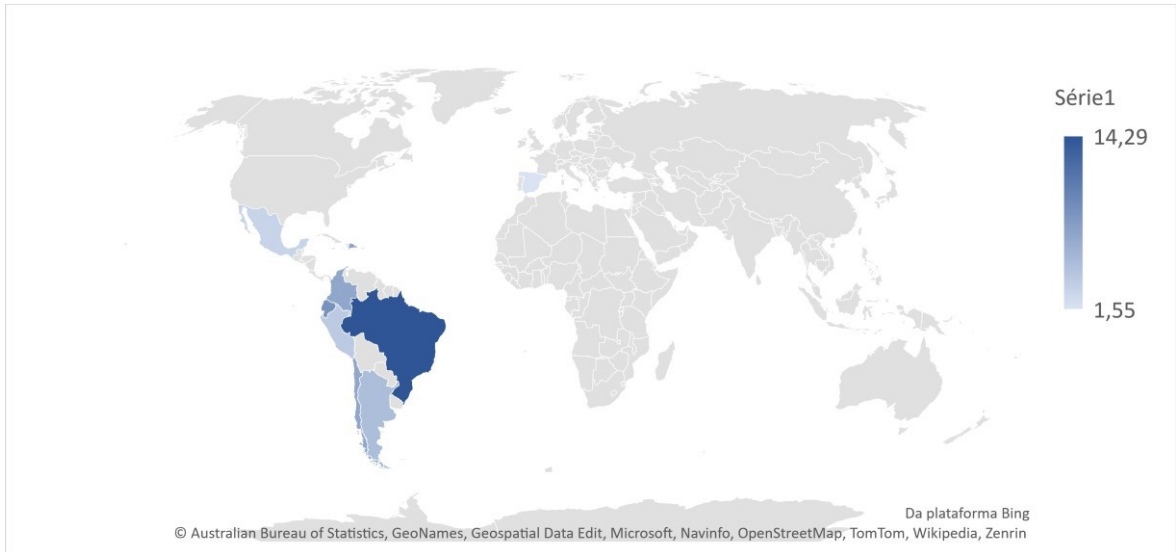 Série1
14,29
1,55
Da plataforma Bing
© Australian Bureau of Statistics, GeoNames, Geospatial Data Edit, Microsoft, Navinfo, OpenStreetMap, TomTom, Wikipedia, Zenrin